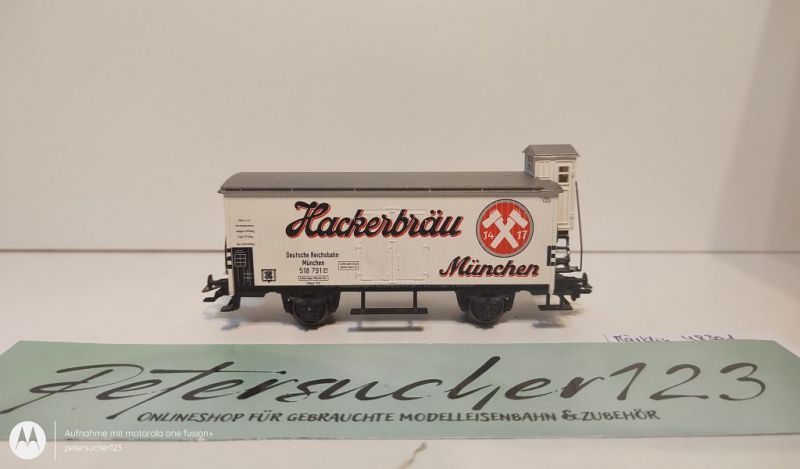 Hackerbräu
14 17
München
Deutsche Reichsbahn
München
518 791
Petersucher123
ONLINESHOP FÜR GEBRAUCHTE MODELLEISENBAHN & ZUBEHÖR
Aufnahme mit motorola one fusion+
petersucher123